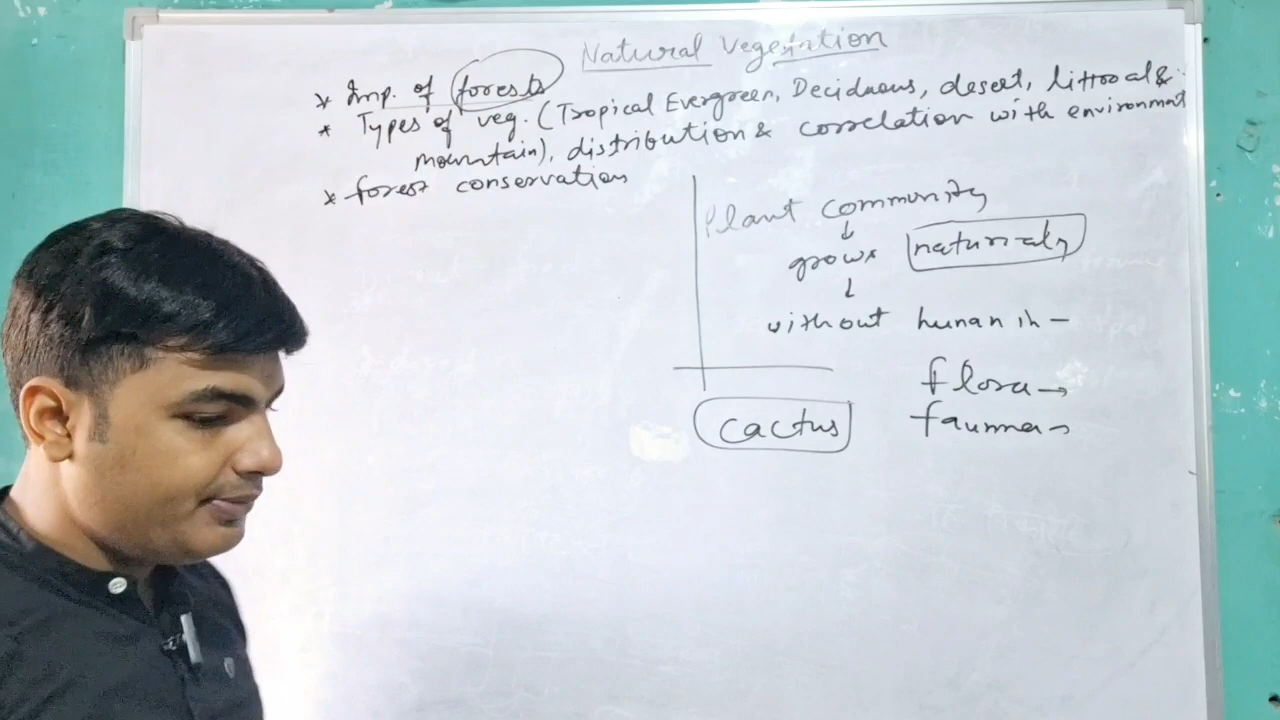 Natural Vegetation
* Imp. of forests
* Types of veg. (Tropical Evergreen, Deciduous, desert, littoral &
mountain), distribution & correlation with environment
* forest conservation
Plant community
↓
grows naturally
↓
without human in -
flora →
cactus
fauna →